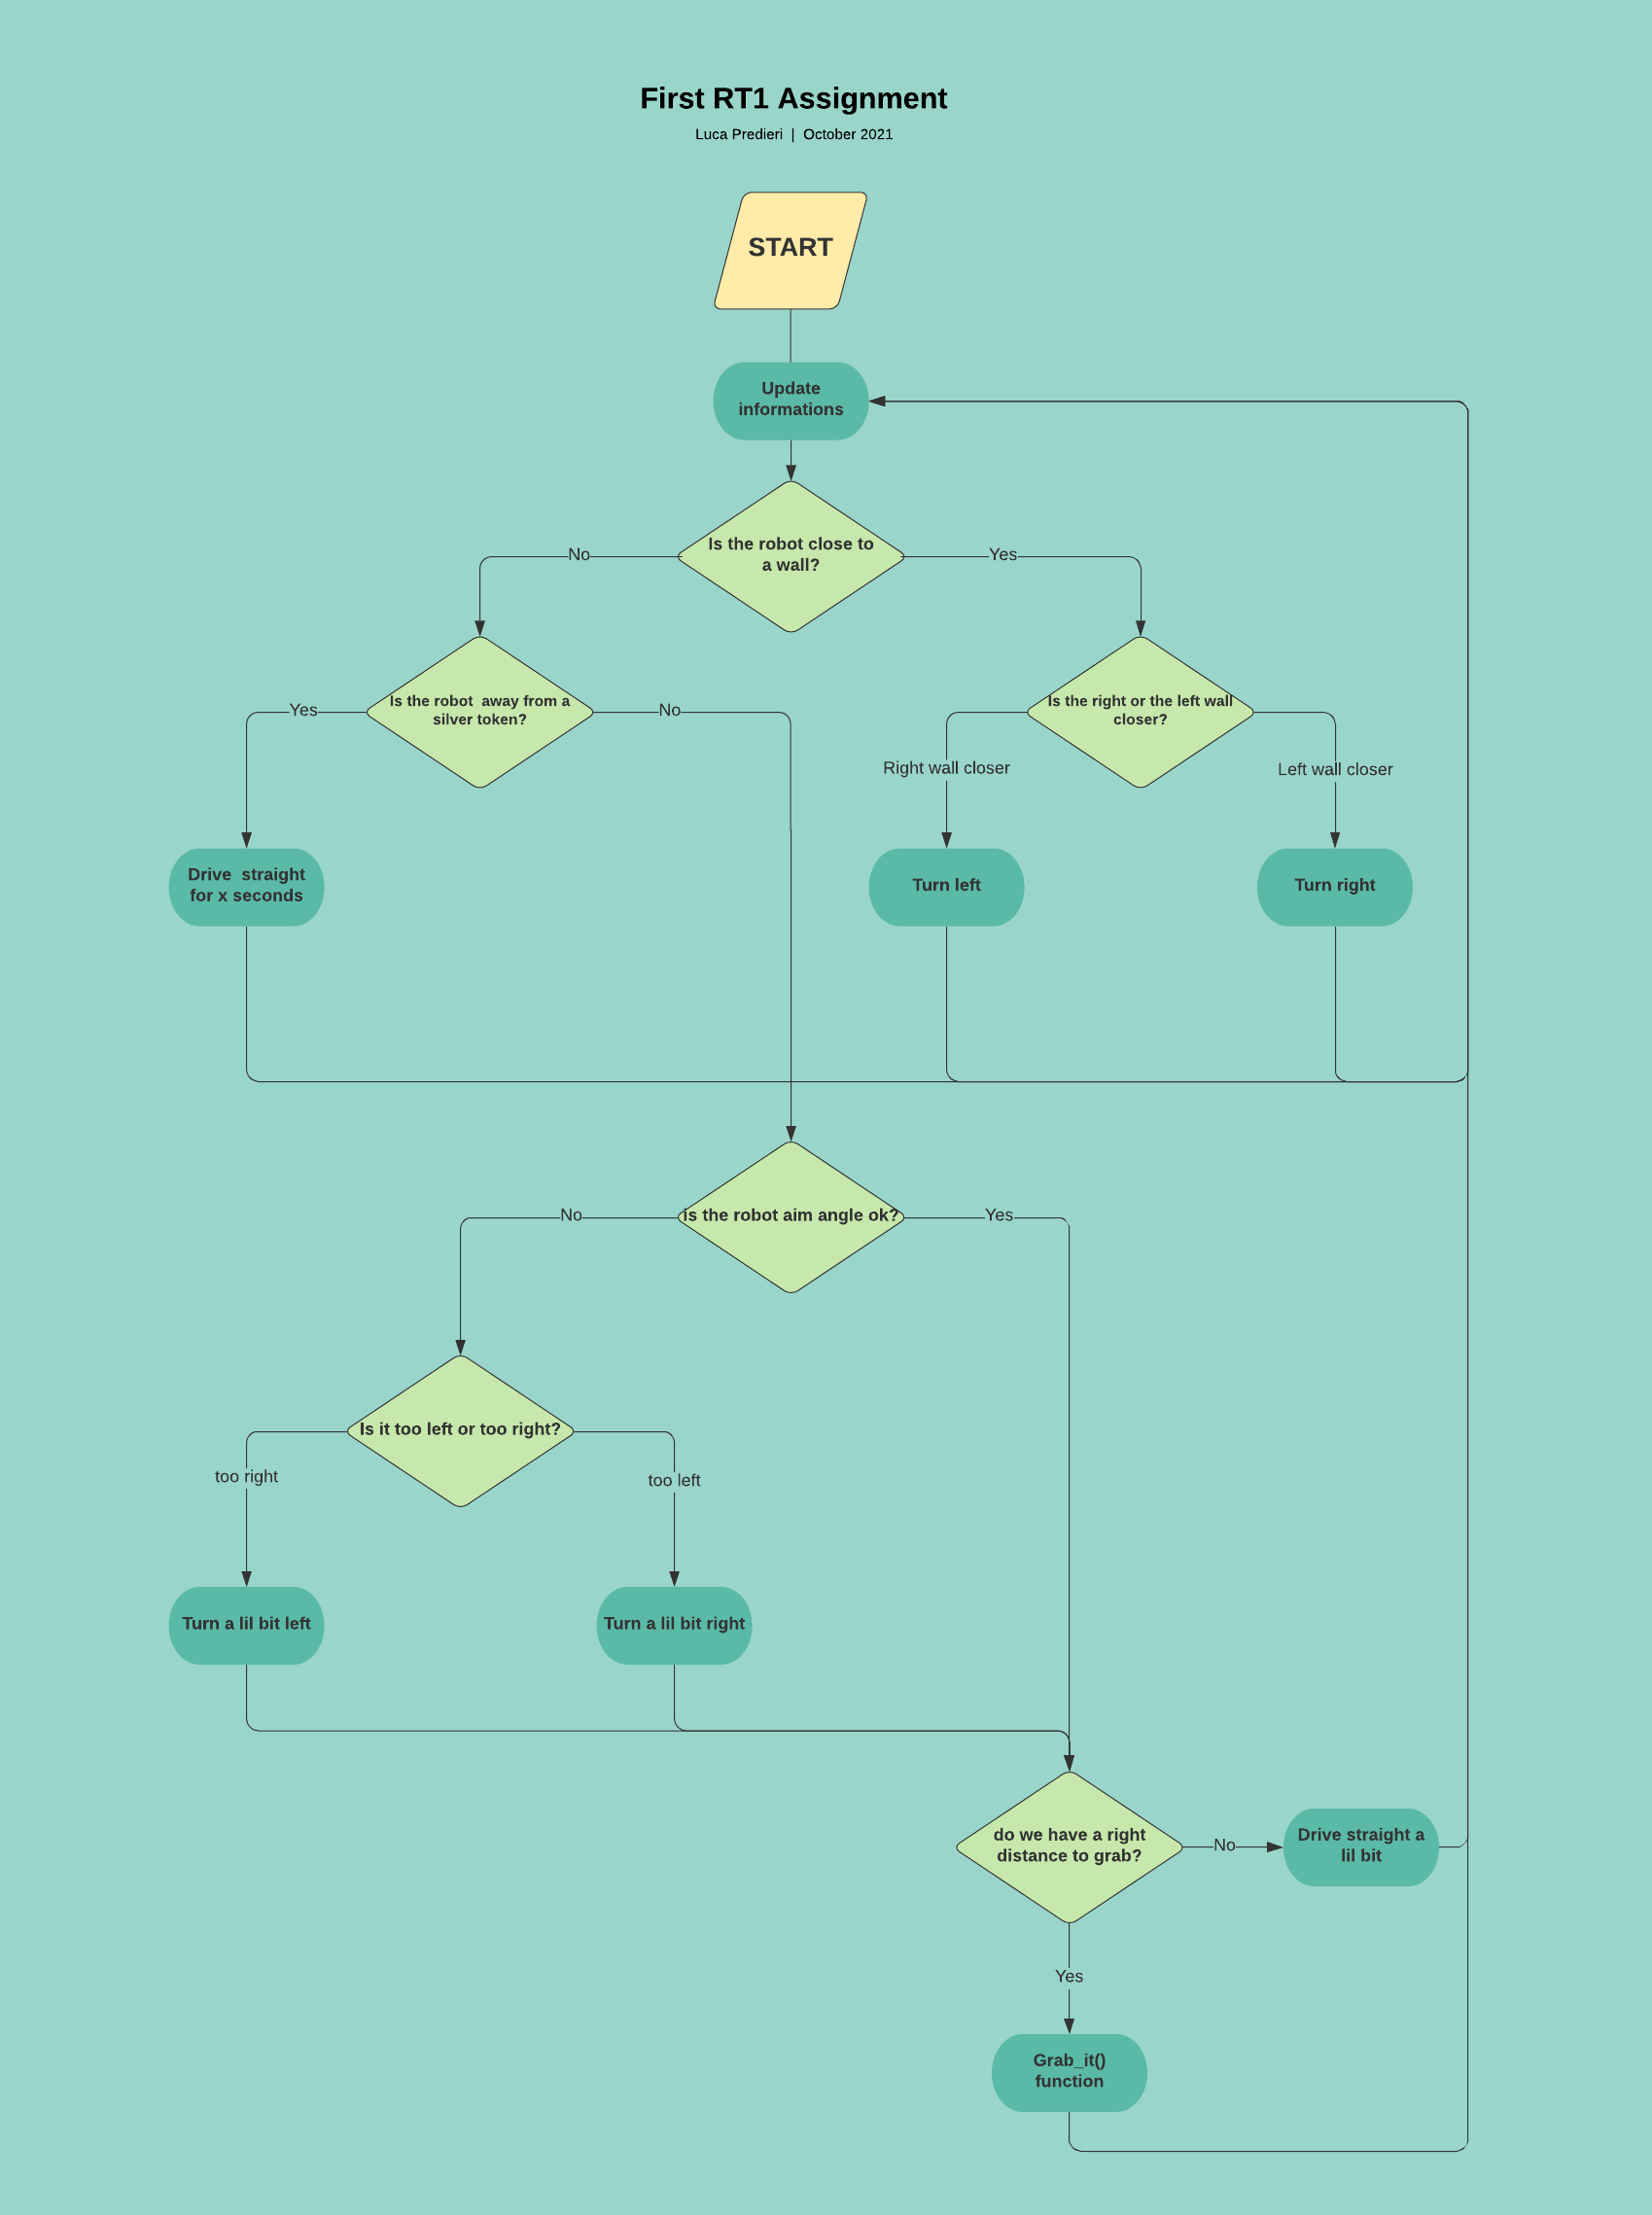 First RT1 Assignment
Luca Predieri | October 2021
START
Update
informations
Is the robot close to
a wall?
No
Yes
Is the robot  away from a
silver token?
Yes
No
Is the right or the left wall
closer?
Right wall closer
Left wall closer
Drive  straight
for x seconds
Turn left
Turn right
is the robot aim angle ok?
No
Yes
Is it too left or too right?
too right
too left
Turn a lil bit left
Turn a lil bit right
do we have a right
distance to grab?
No
Drive straight a
lil bit
Yes
Grab_it()
function